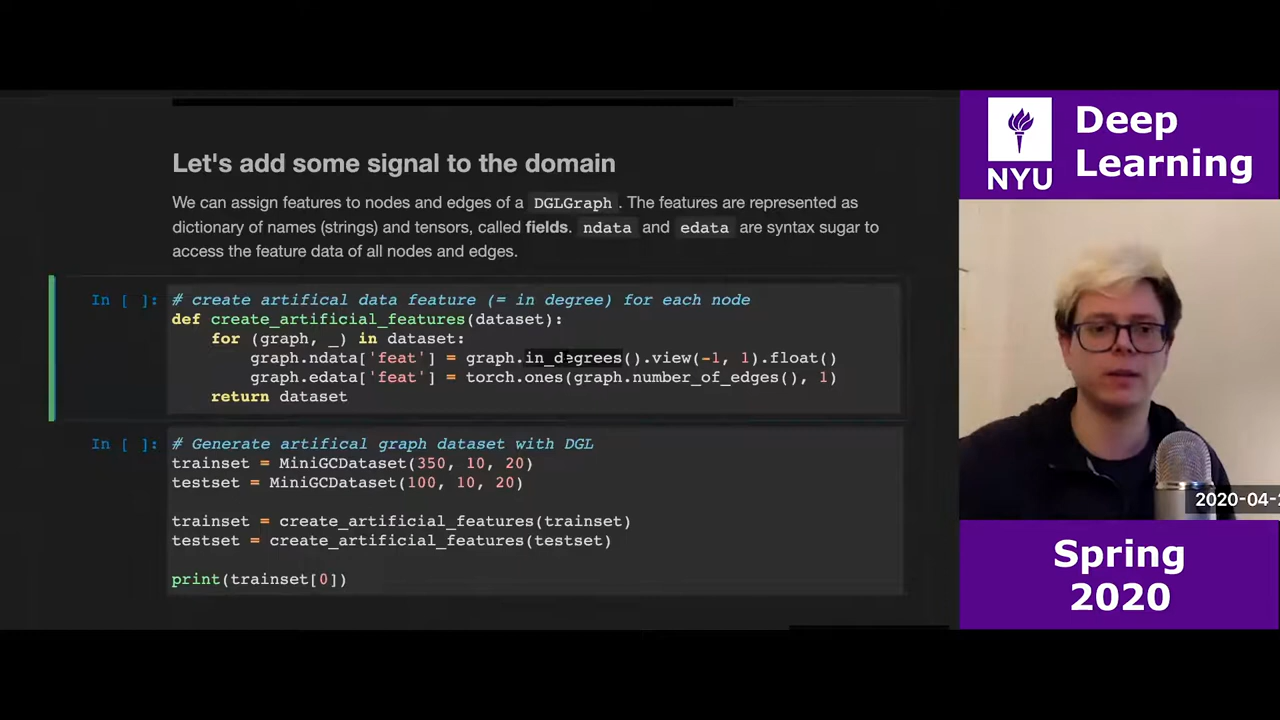 Let's add some signal to the domain
We can assign features to nodes and edges of a DGLGraph . The features are represented as
dictionary of names (strings) and tensors, called fields. ndata and edata are syntax sugar to
access the feature data of all nodes and edges.
In [ ]:
# create artifical data feature (= in degree) for each node
def create_artificial_features(dataset):
    for (graph, _) in dataset:
        graph.ndata['feat'] = graph.in_degrees().view(-1, 1).float()
        graph.edata['feat'] = torch.ones(graph.number_of_edges(), 1)
    return dataset
In [ ]:
# Generate artifical graph dataset with DGL
trainset = MiniGCDataset(350, 10, 20)
testset = MiniGCDataset(100, 10, 20)
trainset = create_artificial_features(trainset)
testset = create_artificial_features(testset)
print(trainset[0])
NYU
Deep
Learning
2020-04-
Spring
2020